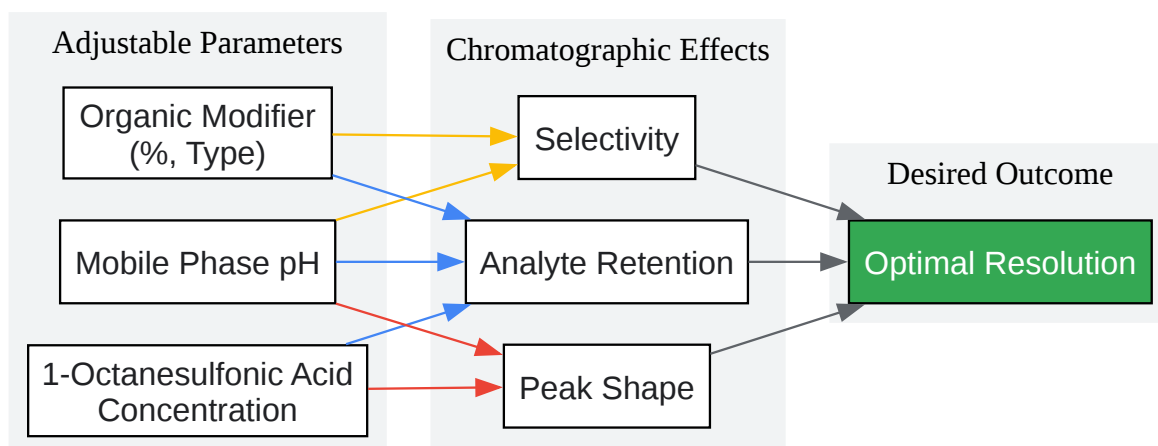 Adjustable Parameters
Organic Modifier
(%, Type)
Mobile Phase pH
1-Octanesulfonic Acid
Concentration
Chromatographic Effects
Selectivity
Analyte Retention
Peak Shape
Desired Outcome
Optimal Resolution